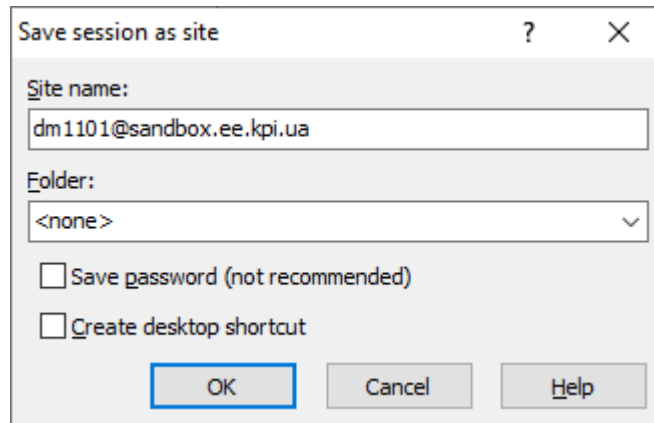 Save session as site
Site name:
dm1101@sandbox.ee.kpi.ua
Folder:
<none>
Save password (not recommended)
Create desktop shortcut
OK Cancel Help